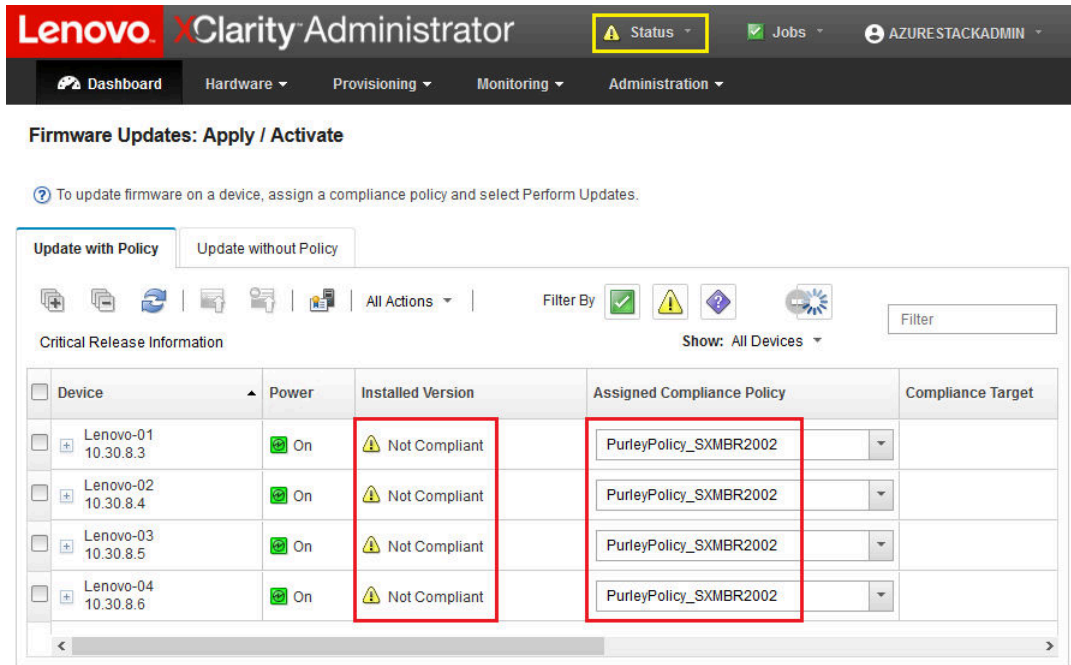 Lenovo. XClarity Administrator Status Jobs AZURESTACKADMIN
Dashboard Hardware Provisioning Monitoring Administration
Firmware Updates: Apply / Activate
? To update firmware on a device, assign a compliance policy and select Perform Updates.
Update with Policy Update without Policy
All Actions Filter By Filter
Critical Release Information Show: All Devices
Device Power Installed Version Assigned Compliance Policy Compliance Target
Lenovo-01
10.30.8.3 On Not Compliant PurleyPolicy_SXMBR2002
Lenovo-02
10.30.8.4 On Not Compliant PurleyPolicy_SXMBR2002
Lenovo-03
10.30.8.5 On Not Compliant PurleyPolicy_SXMBR2002
Lenovo-04
10.30.8.6 On Not Compliant PurleyPolicy_SXMBR2002